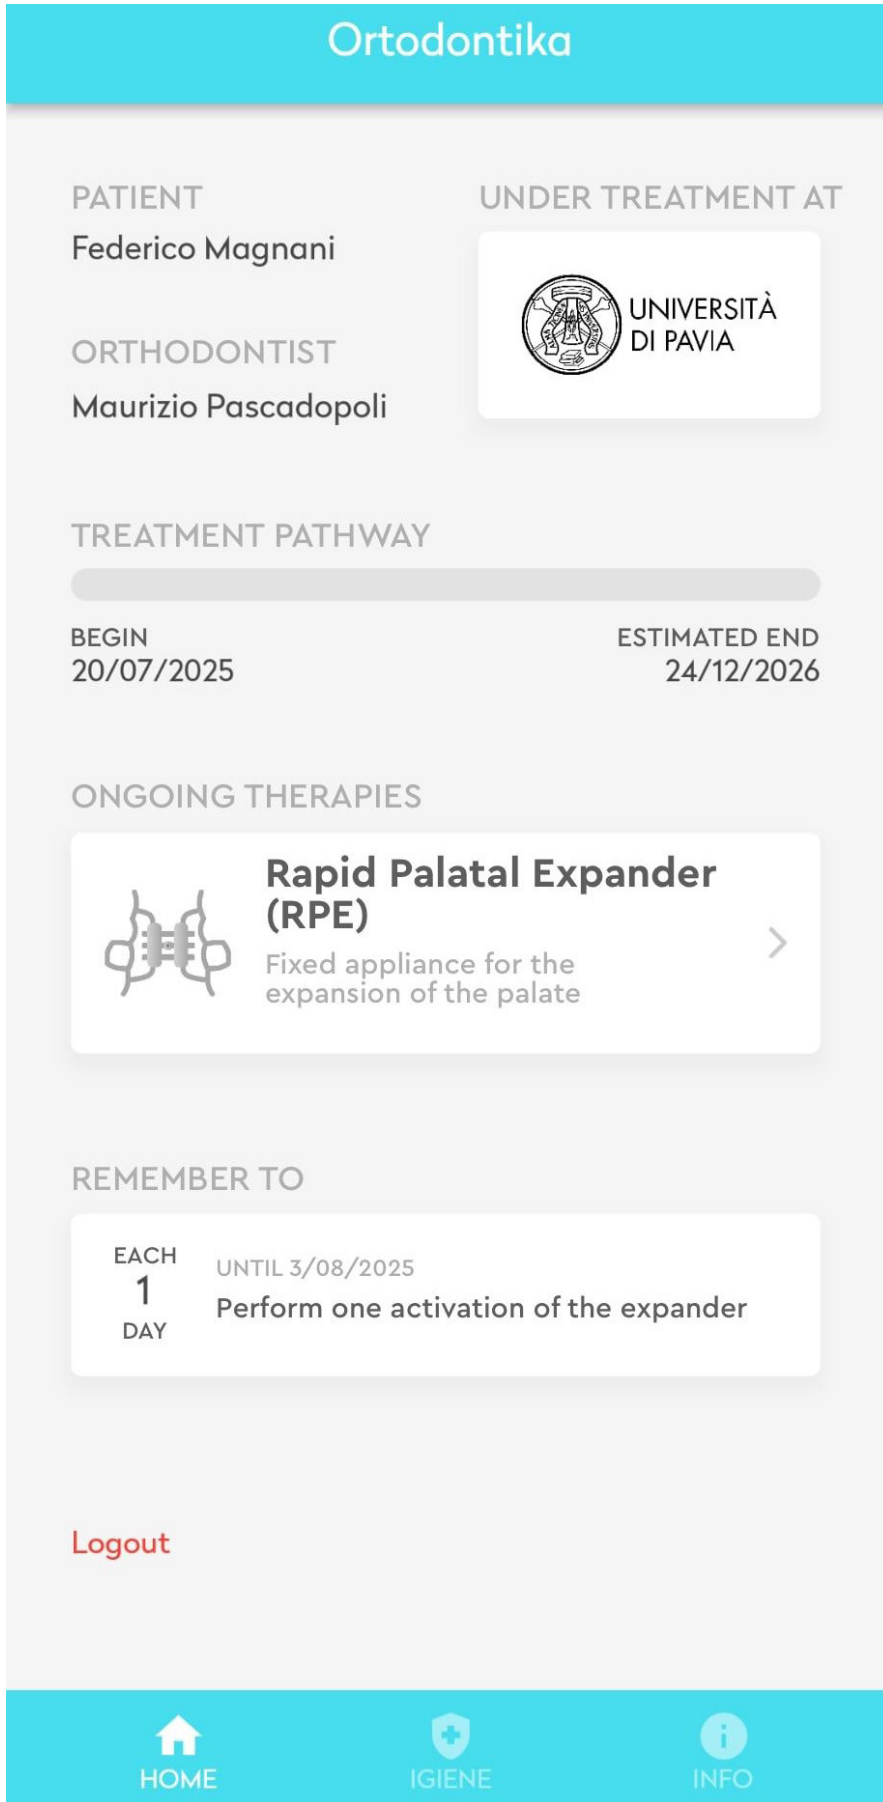 Ortodontika
PATIENT
Federico Magnani
UNDER TREATMENT AT
UNIVERSITÀ
DI PAVIA
ORTHODONTIST
Maurizio Pascadopoli
TREATMENT PATHWAY
BEGIN
20/07/2025
ESTIMATED END
24/12/2026
ONGOING THERAPIES
Rapid Palatal Expander
(RPE)
Fixed appliance for the
expansion of the palate
REMEMBER TO
EACH
1
DAY
UNTIL 3/08/2025
Perform one activation of the expander
Logout
HOME
IGIENE
INFO